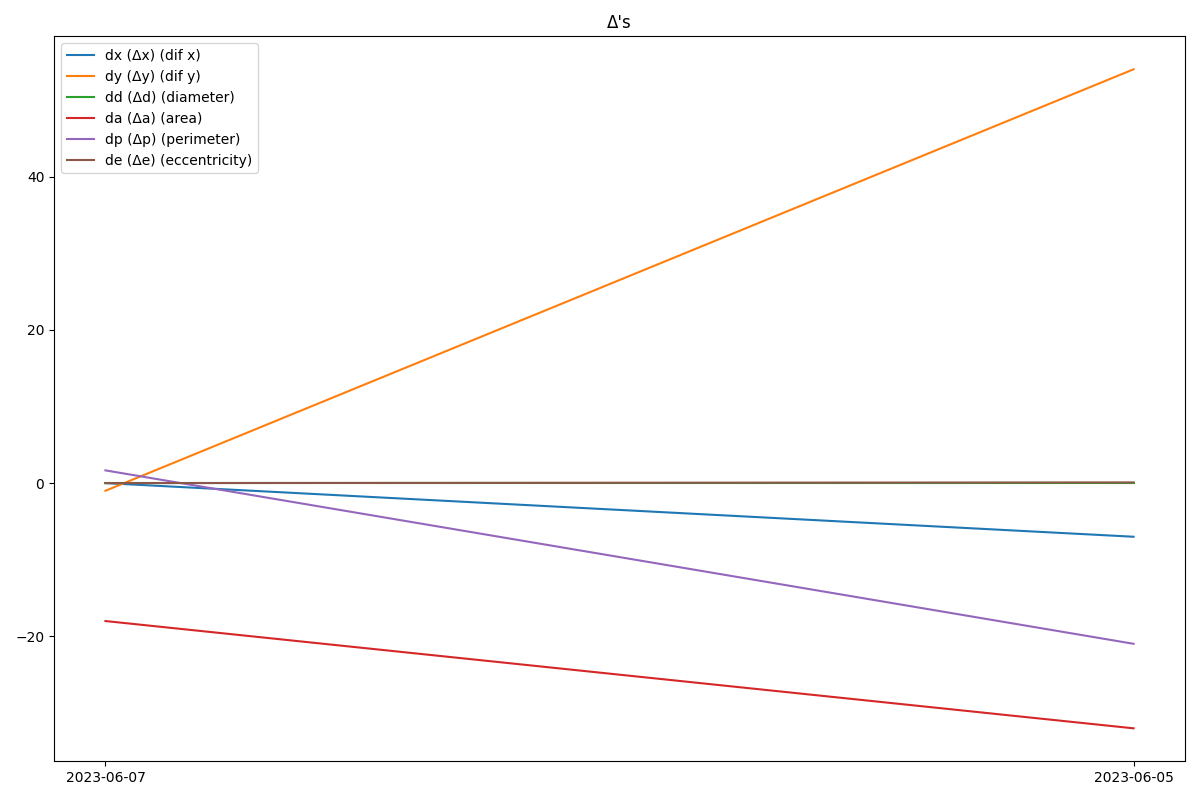 Δ's
dx (Δx) (dif x)
dy (Δy) (dif y)
dd (Δd) (diameter)
da (Δa) (area)
dp (Δp) (perimeter)
de (Δe) (eccentricity)
40
20
0
−20
2023-06-07
2023-06-05